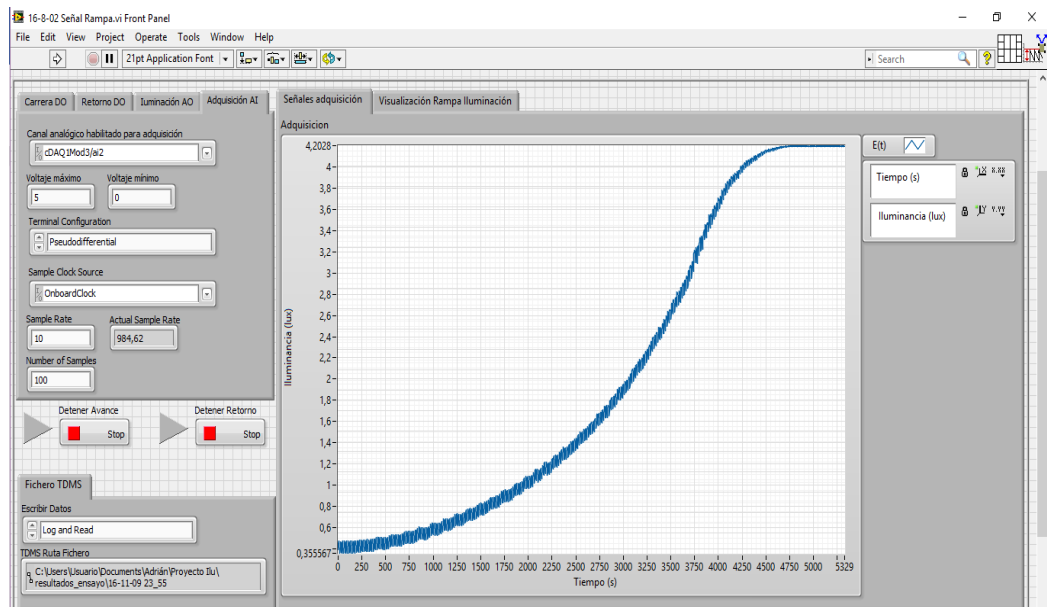 16-8-02 Señal Rampa.vi Front Panel
File Edit View Project Operate Tools Window Help
21pt Application Font
Search
Carrera DO Retorno DO Iuminación AO Adquisición AI
Canal analógico habilitado para adquisición
cDAQ1Mod3/ai2
Voltaje máximo Voltaje mínimo
5 0
Terminal Configuration
Pseudodifferential
Sample Clock Source
OnboardClock
Sample Rate Actual Sample Rate
10 984,62
Number of Samples
100
Detener Avance Detener Retorno
Stop Stop
Fichero TDMS
Escribir Datos
Log and Read
TDMS Ruta Fichero
C:\Users\Usuario\Documents\Adrián\Proyecto Ilu\
resultados_ensayo\16-11-09 23_55
Señales adquisición Visualización Rampa Iluminación
Adquisicion
4,2028
4
3,8
3,6
3,4
3,2
3
2,8
2,6
2,4
2,2
2
1,8
1,6
1,4
1,2
1
0,8
0,6
0,355567
Iluminancia (lux)
0 250 500 750 1000 1250 1500 1750 2000 2250 2500 2750 3000 3250 3500 3750 4000 4250 4500 4750 5000 5329
Tiempo (s)
E(t)
Tiempo (s)
Iluminancia (lux)